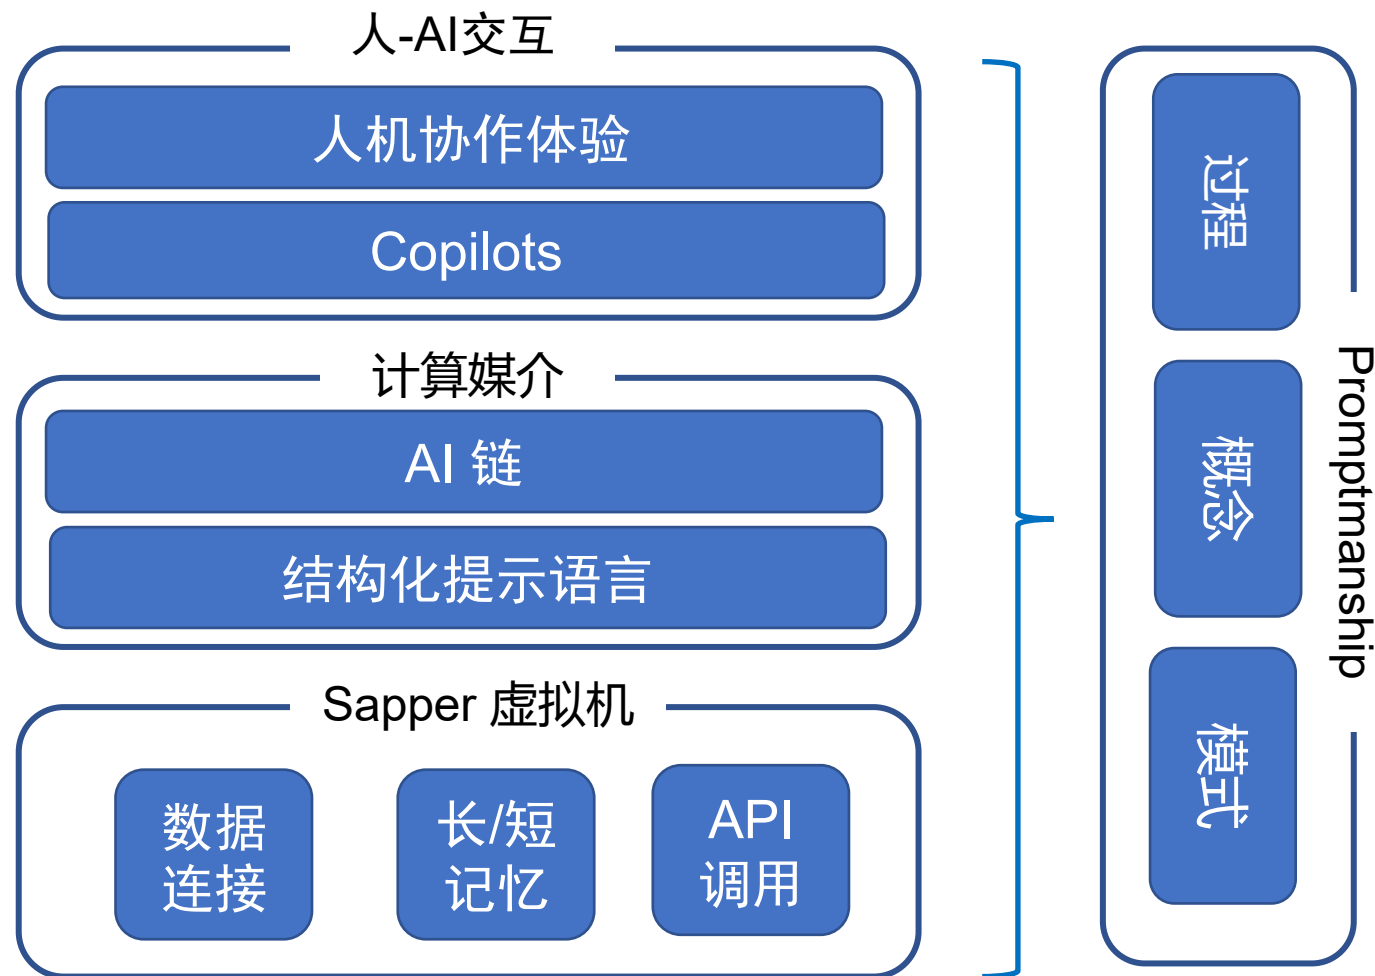 人-AI交互
人机协作体验
Copilots
计算媒介
AI 链
结构化提示语言
Sapper 虚拟机
数据
连接
长/短
记忆
API
调用
过程
概念
模式
Promptmanship